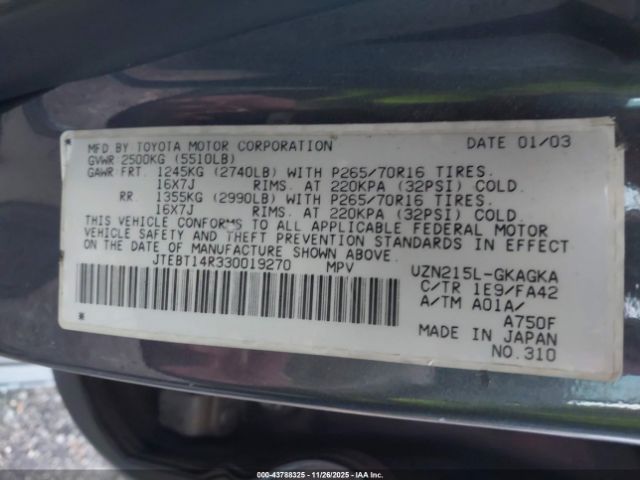 MFD BY TOYOTA MOTOR CORPORATION DATE 01/03
GVWR 2500KG (5510LB)
GAWR FRT. 1245KG (2740LB) WITH P265/70R16 TIRES.
16X7J RIMS. AT 220KPA (32PSI) COLD.
RR. 1355KG (2990LB) WITH P265/70R16 TIRES.
16X7J RIMS. AT 220KPA (32PSI) COLD.
THIS VEHICLE CONFORMS TO ALL APPLICABLE FEDERAL MOTOR
VEHICLE SAFETY AND THEFT PREVENTION STANDARDS IN EFFECT
ON THE DATE OF MANUFACTURE SHOWN ABOVE.
JTEBT14R330019270 MPV UZN215L-GKAGKA
C/TR 1E9/FA42
A/TM A01A/
A750F
MADE IN JAPAN
NO.310
000-43788325 - 11/26/2025 - IAA, Inc.